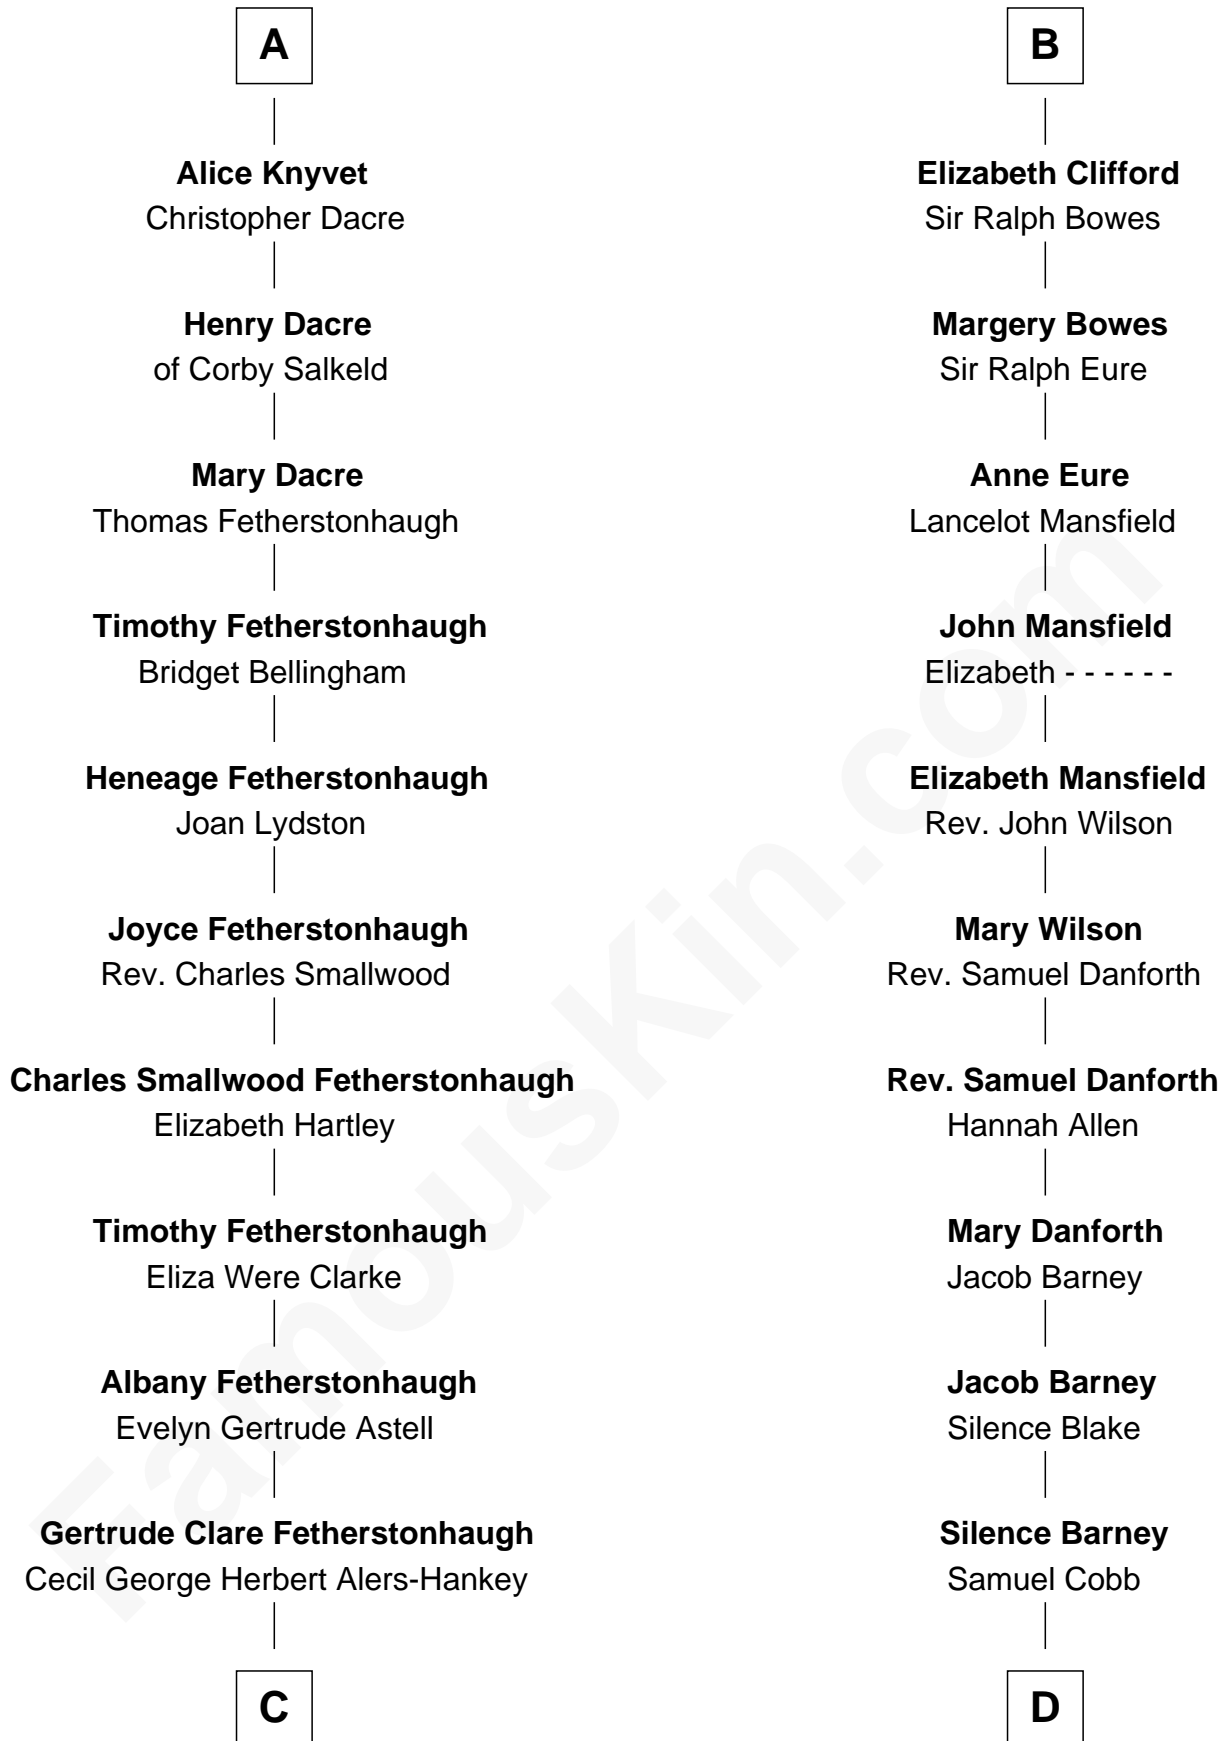 A
Alice Knyvet
Christopher Dacre
Henry Dacre
of Corby Salkeld
Mary Dacre
Thomas Fetherstonhaugh
Timothy Fetherstonhaugh
Bridget Bellingham
Heneage Fetherstonhaugh
Joan Lydston
Joyce Fetherstonhaugh
Rev. Charles Smallwood
Charles Smallwood Fetherstonhaugh
Elizabeth Hartley
Timothy Fetherstonhaugh
Eliza Were Clarke
Albany Fetherstonhaugh
Evelyn Gertrude Astell
Gertrude Clare Fetherstonhaugh
Cecil George Herbert Alers-Hankey
C
B
Elizabeth Clifford
Sir Ralph Bowes
Margery Bowes
Sir Ralph Eure
Anne Eure
Lancelot Mansfield
John Mansfield
Elizabeth - - - - - -
Elizabeth Mansfield
Rev. John Wilson
Mary Wilson
Rev. Samuel Danforth
Rev. Samuel Danforth
Hannah Allen
Mary Danforth
Jacob Barney
Jacob Barney
Silence Blake
Silence Barney
Samuel Cobb
D
FamousKin.com